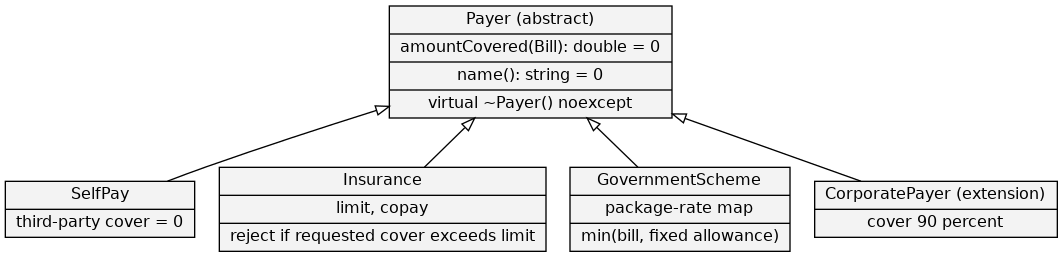 Payer (abstract)
amountCovered(Bill): double = 0
name(): string = 0
virtual ~Payer() noexcept
SelfPay
third-party cover = 0
Insurance
limit, copay
reject if requested cover exceeds limit
GovernmentScheme
package-rate map
min(bill, fixed allowance)
CorporatePayer (extension)
cover 90 percent